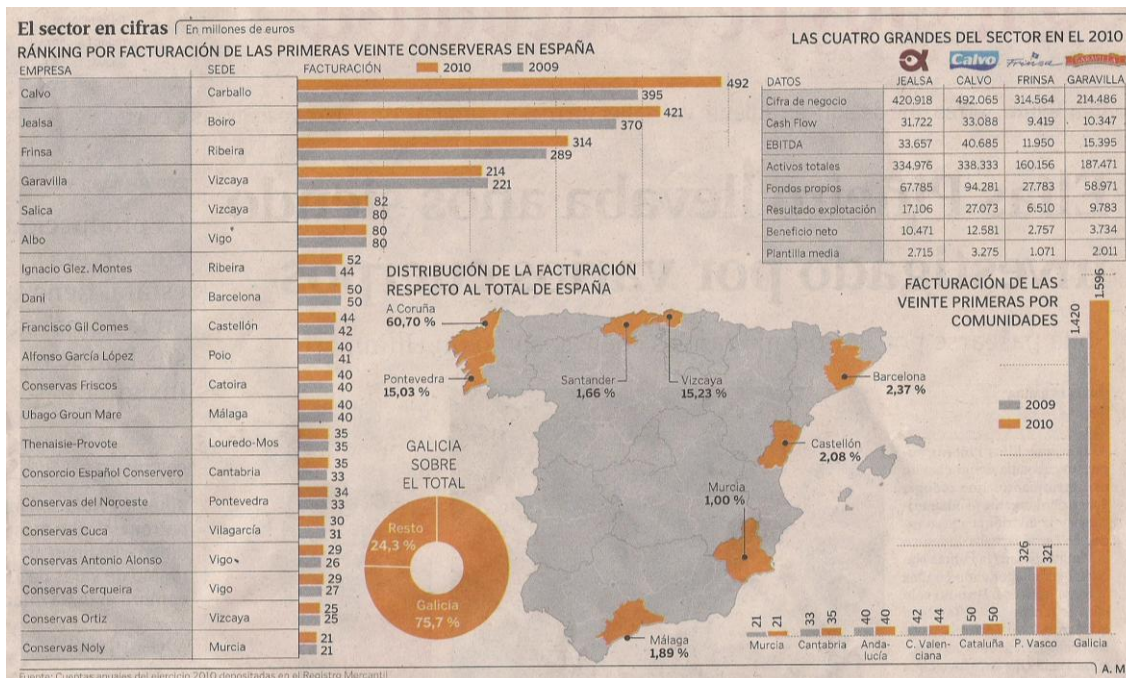 El sector en cifras En millones de euros
RÁNKING POR FACTURACIÓN DE LAS PRIMERAS VEINTE CONSERVERAS EN ESPAÑA
EMPRESA SEDE FACTURACIÓN 2010 2009
Calvo Carballo 492 395
Jealsa Boiro 421 370
Frinsa Ribeira 314 289
Garavilla Vizcaya 214 221
Salica Vizcaya 82 80
Albo Vigo 80 80
Ignacio Glez. Montes Ribeira 52 44
Dani Barcelona 50 50
Francisco Gil Comes Castellón 44 42
Alfonso García López Poio 40 41
Conservas Friscos Catoira 40 40
Ubago Groun Mare Málaga 40 40
Thenaisie-Provote Louredo-Mos 35 35
Consorcio Español Conservero Cantabria 35 33
Conservas del Noroeste Pontevedra 34 33
Conservas Cuca Vilagarcía 30 31
Conservas Antonio Alonso Vigo 29 26
Conservas Cerqueira Vigo 29 27
Conservas Ortiz Vizcaya 25 25
Conservas Noly Murcia 21 21
LAS CUATRO GRANDES DEL SECTOR EN EL 2010
Calvo Frinsa
DATOS JEALSA CALVO FRINSA GARAVILLA
Cifra de negocio 420.918 492.065 314.564 214.486
Cash Flow 31.722 33.088 9.419 10.347
EBITDA 33.657 40.685 11.950 15.395
Activos totales 334.976 338.333 160.156 187.471
Fondos propios 67.785 94.281 27.783 58.971
Resultado explotación 17.106 27.073 6.510 9.783
Beneficio neto 10.471 12.581 2.757 3.734
Plantilla media 2.715 3.275 1.071 2.011
DISTRIBUCIÓN DE LA FACTURACIÓN
RESPECTO AL TOTAL DE ESPAÑA
A Coruña
60,70 %
Pontevedra
15,03 %
Santander
1,66 %
Vizcaya
15,23 %
Barcelona
2,37 %
Castellón
2,08 %
Murcia
1,00 %
Málaga
1,89 %
GALICIA
SOBRE
EL TOTAL
Resto
24,3 %
Galicia
75,7 %
FACTURACIÓN DE LAS
VEINTE PRIMERAS POR
COMUNIDADES
2009
2010
21 21 33 35 40 40 42 44 50 50 326 321 1.420 1.596
Murcia Cantabria Anda- C. Valen- Cataluña P. Vasco Galicia
lucía ciana
Fuente: Cuentas anuales del ejercicio 2010 depositadas en el Registro Mercantil
A. M